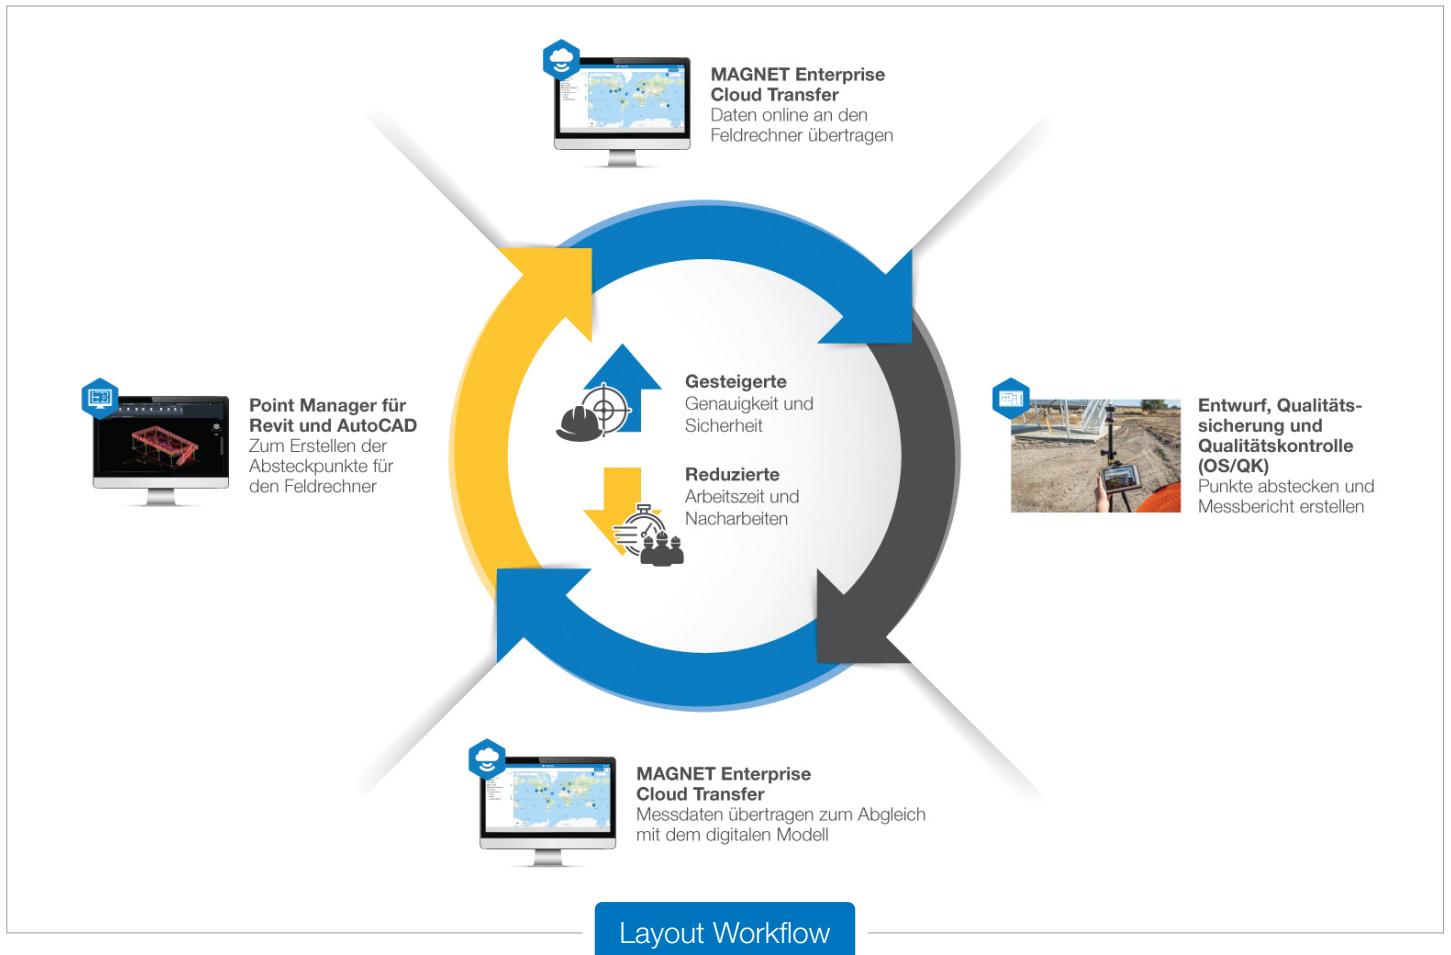 MAGNET Enterprise
Cloud Transfer
Daten online an den
Feldrechner übertragen
Point Manager für
Revit und AutoCAD
Zum Erstellen der
Absteckpunkte für
den Feldrechner
Gesteigerte
Genauigkeit und
Sicherheit
Reduzierte
Arbeitszeit und
Nacharbeiten
Entwurf, Qualitäts-
sicherung und
Qualitätskontrolle
(OS/QK)
Punkte abstecken und
Messbericht erstellen
MAGNET Enterprise
Cloud Transfer
Messdaten übertragen zum Abgleich
mit dem digitalen Modell
Layout Workflow